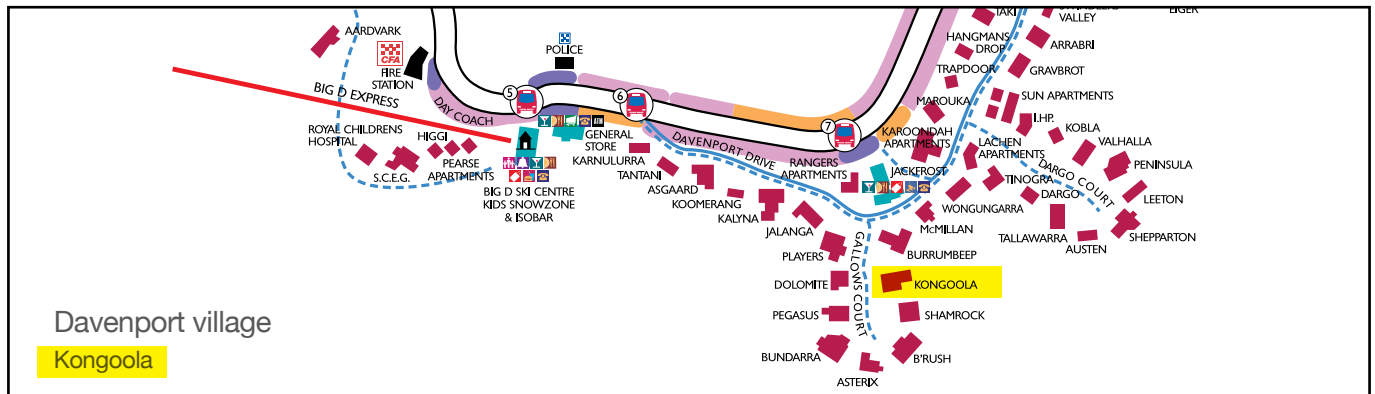 TAKI
VALLEY
EIGER
HANGMANS
DROP
ARRABRI
AARDVARK
CFA
FIRE
STATION
POLICE
TRAPDOOR
GRAVBROT
BIG D EXPRESS
5
6
7
SUN APARTMENTS
MAROUKA
I.H.P.
DAY COACH
ROYAL CHILDRENS
HOSPITAL
HIGGI
GENERAL
STORE
DAVENPORT DRIVE
KAROONDAH
APARTMENTS
KOBLA
VALHALLA
S.C.E.G.
PEARSE
APARTMENTS
KARNULURRA
TANTANI
RANGERS
APARTMENTS
JACKFROST
LACHEN
APARTMENTS
DARGO COURT
PENINSULA
BIG D SKI CENTRE
KIDS SNOWZONE
& ISOBAR
ASGAARD
KOOMERANG
KALYNA
JALANGA
TINOGRA
DARGO
LEETON
WONGUNGARRA
McMILLAN
TALLAWARRA
AUSTEN
SHEPPARTON
PLAYERS
GALLOWS COURT
BURRUMBEEP
DOLOMITE
KONGOOLA
PEGASUS
SHAMROCK
BUNDARRA
B'RUSH
ASTERIX
Davenport village
Kongoola